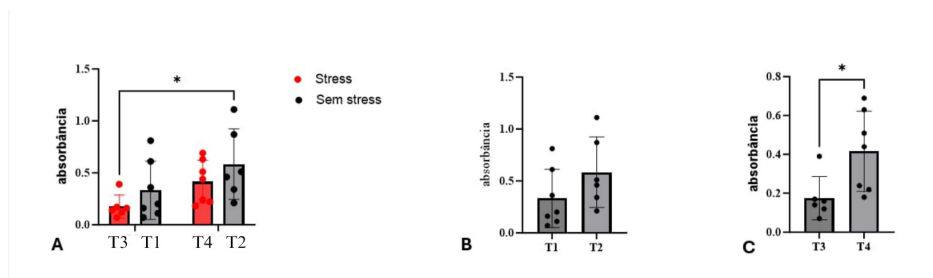 1.5
1.0
0.5
0.0
absorbância
*
T3 T1 T4 T2
A
Stress
Sem stress
1.5
1.0
0.5
0.0
absorbância
T1 T2
B
0.8
0.6
0.4
0.2
0.0
absorbância
*
T3 T4
C